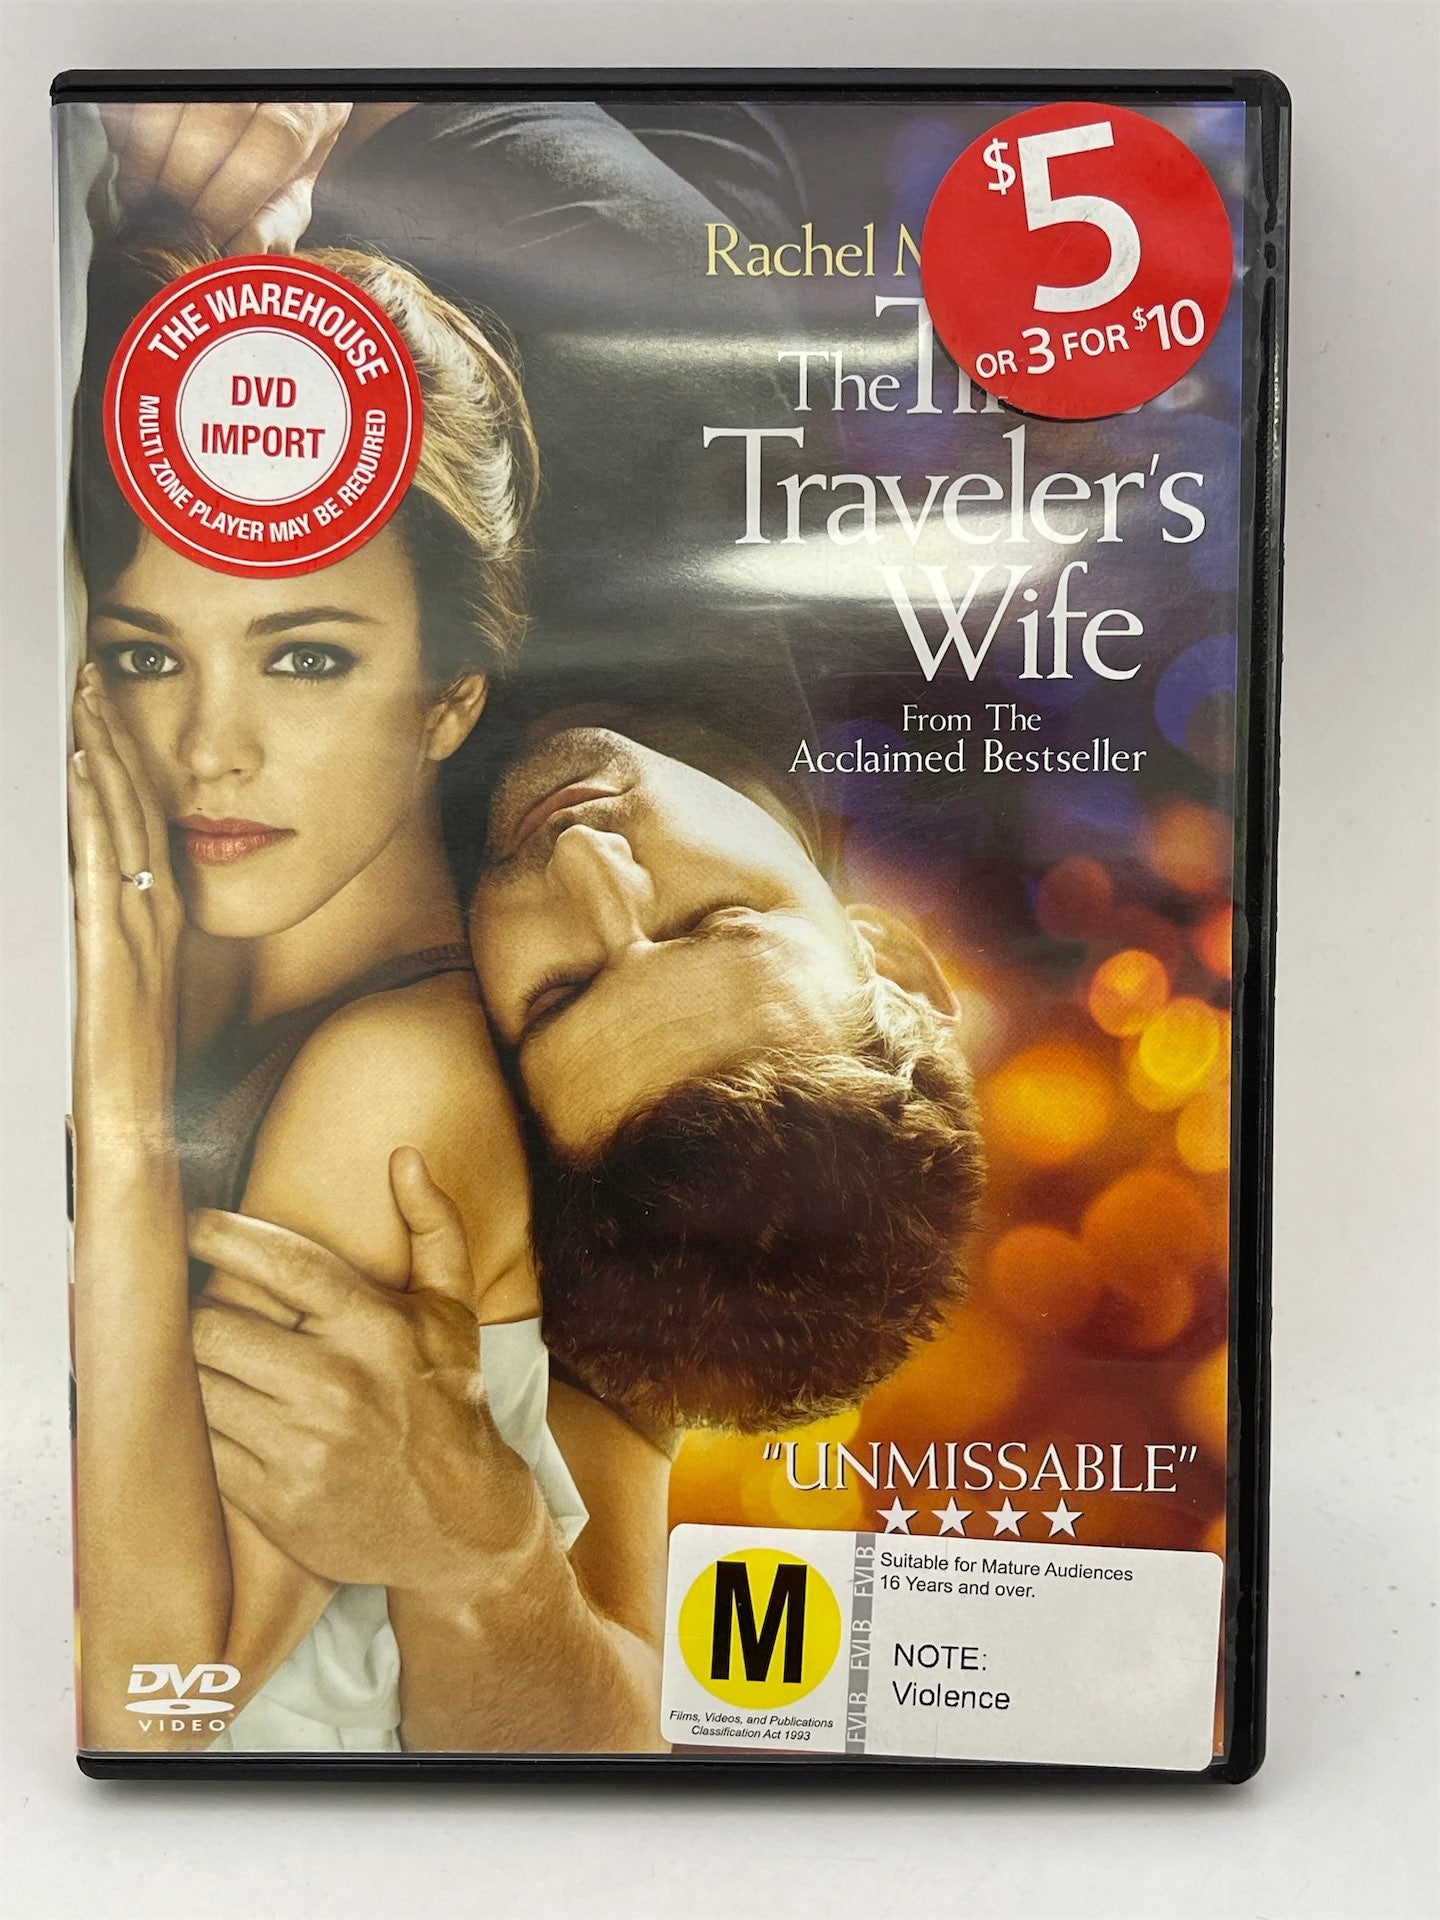 $5
OR 3 FOR $10
Rachel
THE WAREHOUSE
DVD
IMPORT
MULTI ZONE PLAYER MAY BE REQUIRED
The
Traveler's
Wife
From The
Acclaimed Bestseller
"UNMISSABLE"
★★★★
M
Films, Videos, and Publications
Classification Act 1993
FVLB FVLB FVLB
Suitable for Mature Audiences
16 Years and over.
NOTE:
Violence
DVD
VIDEO